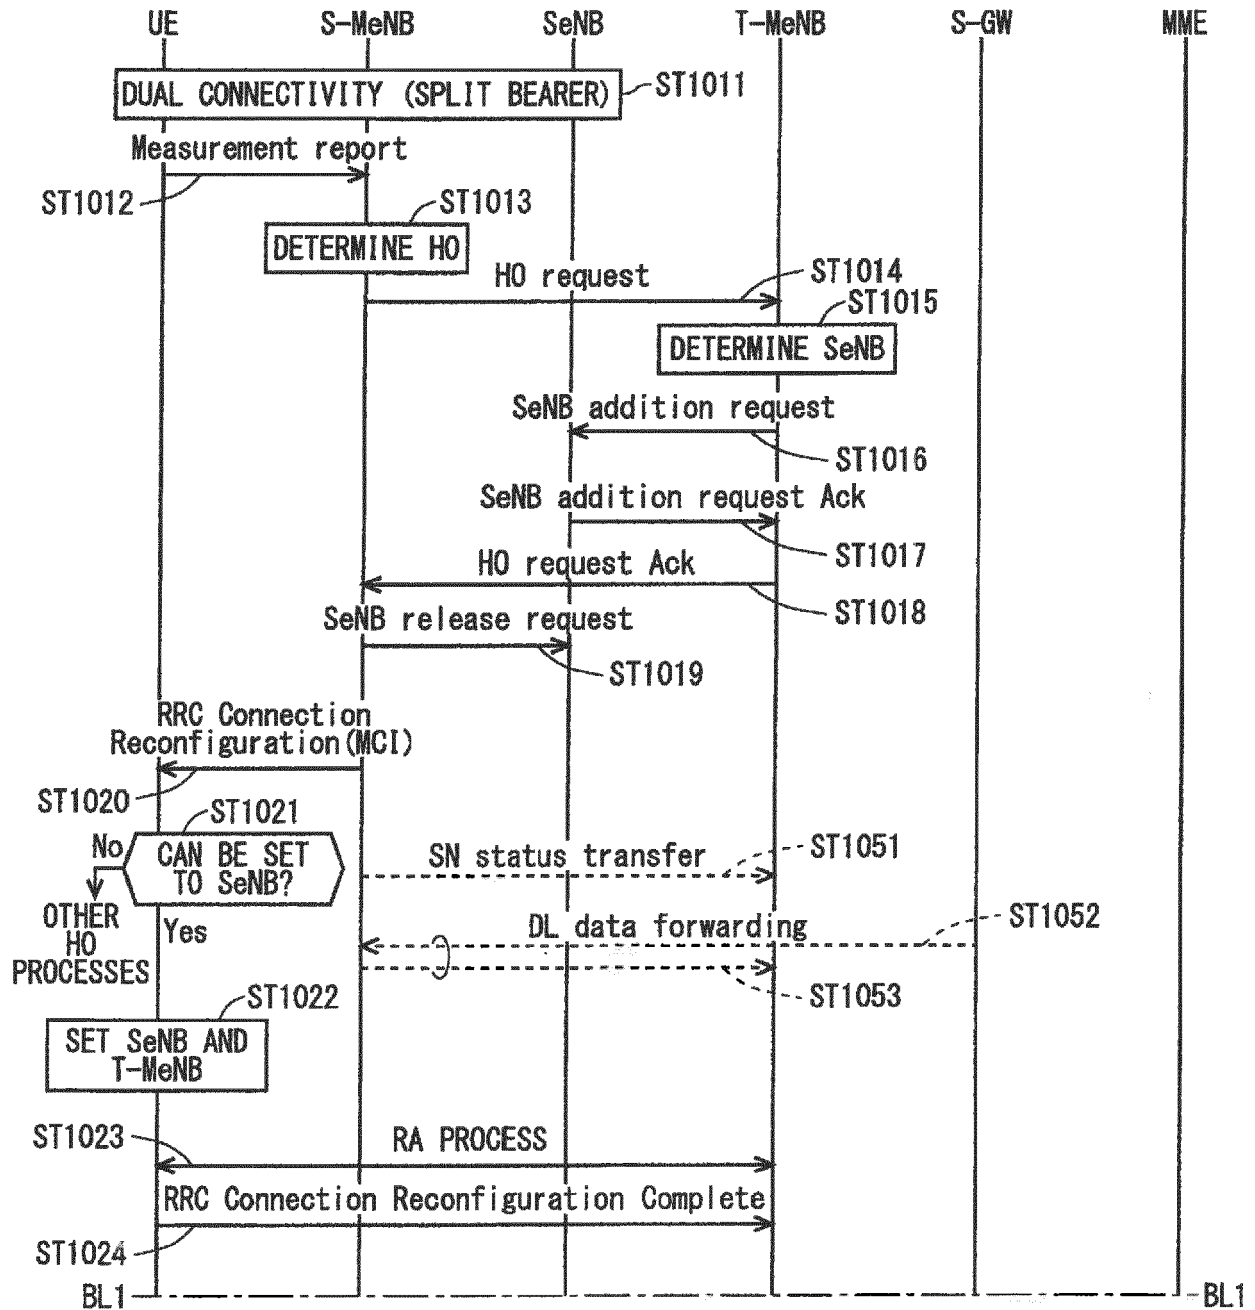 UE S-MeNB SeNB T-MeNB S-GW MME
DUAL CONNECTIVITY (SPLIT BEARER)
ST1011
Measurement report
ST1012
ST1013
DETERMINE HO
HO request
ST1014
ST1015
DETERMINE SeNB
SeNB addition request
ST1016
SeNB addition request Ack
ST1017
HO request Ack
ST1018
SeNB release request
ST1019
RRC Connection
Reconfiguration(MCI)
ST1020
ST1021
No
CAN BE SET
TO SeNB?
SN status transfer
ST1051
OTHER
HO
PROCESSES
Yes
DL data forwarding
ST1052
ST1053
ST1022
SET SeNB AND
T-MeNB
ST1023
RA PROCESS
RRC Connection Reconfiguration Complete
ST1024
BL1
BL1